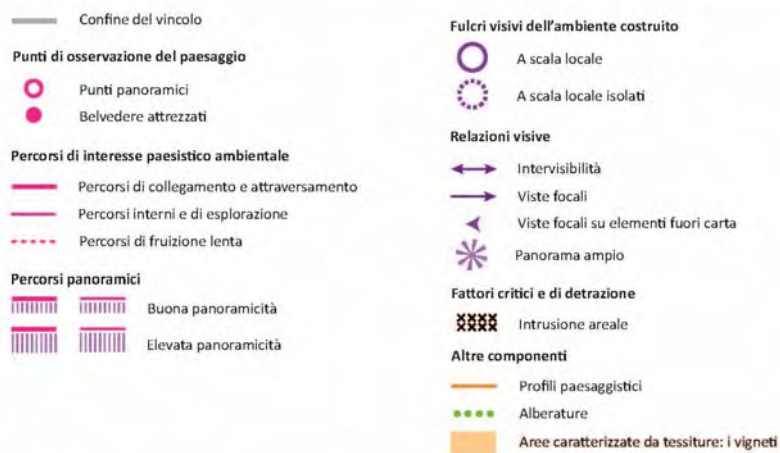 Confine del vincolo
Punti di osservazione del paesaggio
Punti panoramici
Belvedere attrezzati
Percorsi di interesse paesistico ambientale
Percorsi di collegamento e attraversamento
Percorsi interni e di esplorazione
Percorsi di fruizione lenta
Percorsi panoramici
Buona panoramicità
Elevata panoramicità
Fulcri visivi dell'ambiente costruito
A scala locale
A scala locale isolati
Relazioni visive
Intervisibilità
Viste focali
Viste focali su elementi fuori carta
Panorama ampio
Fattori critici e di detrazione
Intrusione areale
Altre componenti
Profili paesaggistici
Alberature
Aree caratterizzate da tessiture: i vigneti